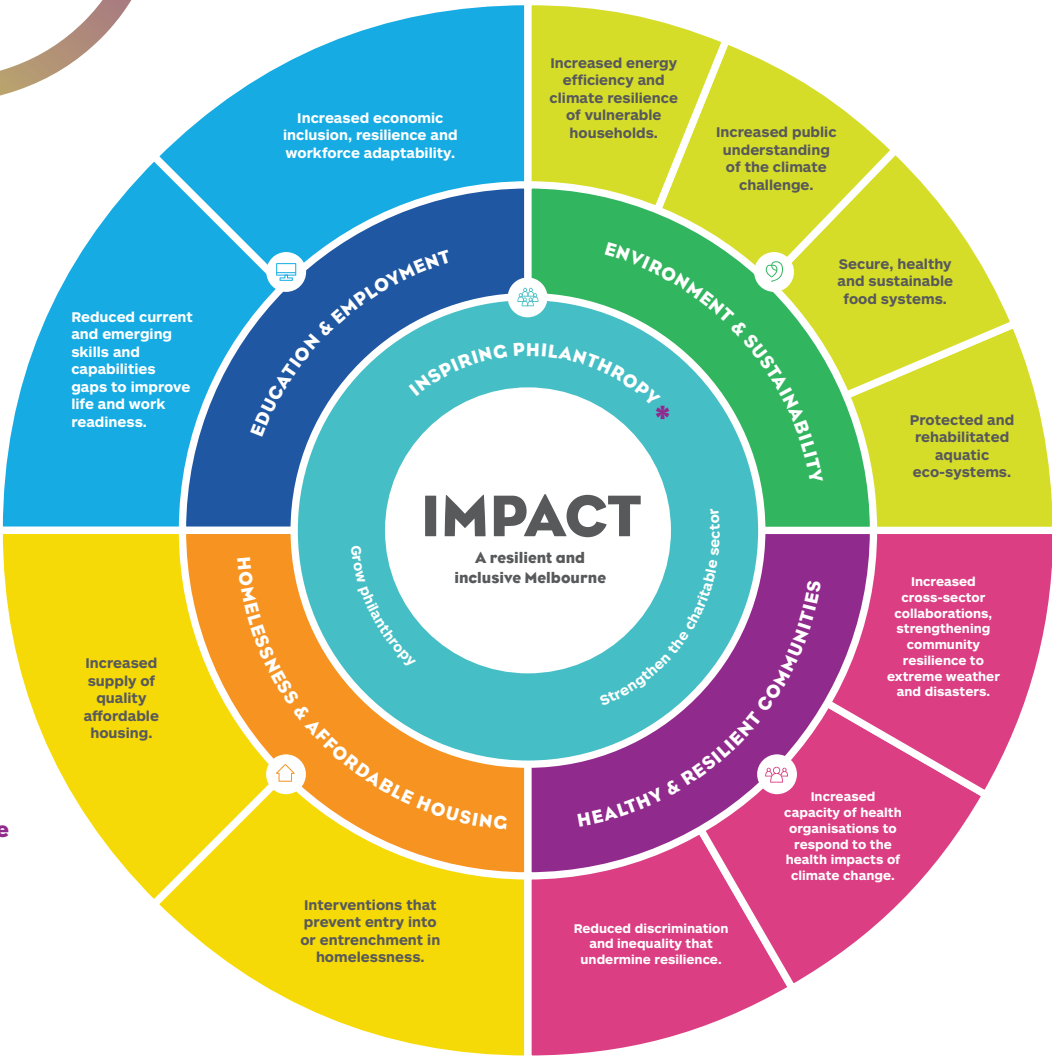 Increased energy
efficiency and
climate resilience
of vulnerable
households.
Increased public
understanding
of the climate
challenge.
Secure, healthy
and sustainable
food systems.
Protected and
rehabilitated
aquatic
eco-systems.
Increased
cross-sector
collaborations,
strengthening
community
resilience to
extreme weather
and disasters.
Increased
capacity of health
organisations to
respond to the
health impacts of
climate change.
Reduced discrimination
and inequality that
undermine resilience.
Interventions that
prevent entry into
or entrenchment in
homelessness.
Increased
supply of
quality
affordable
housing.
Reduced current
and emerging
skills and
capabilities
gaps to improve
life and work
readiness.
Increased economic
inclusion, resilience and
workforce adaptability.
EDUCATION & EMPLOYMENT
ENVIRONMENT & SUSTAINABILITY
HEALTHY & RESILIENT COMMUNITIES
HOMELESSNESS & AFFORDABLE HOUSING
INSPIRING PHILANTHROPY*
Grow philanthropy
Strengthen the charitable sector
IMPACT
A resilient and
inclusive Melbourne
e